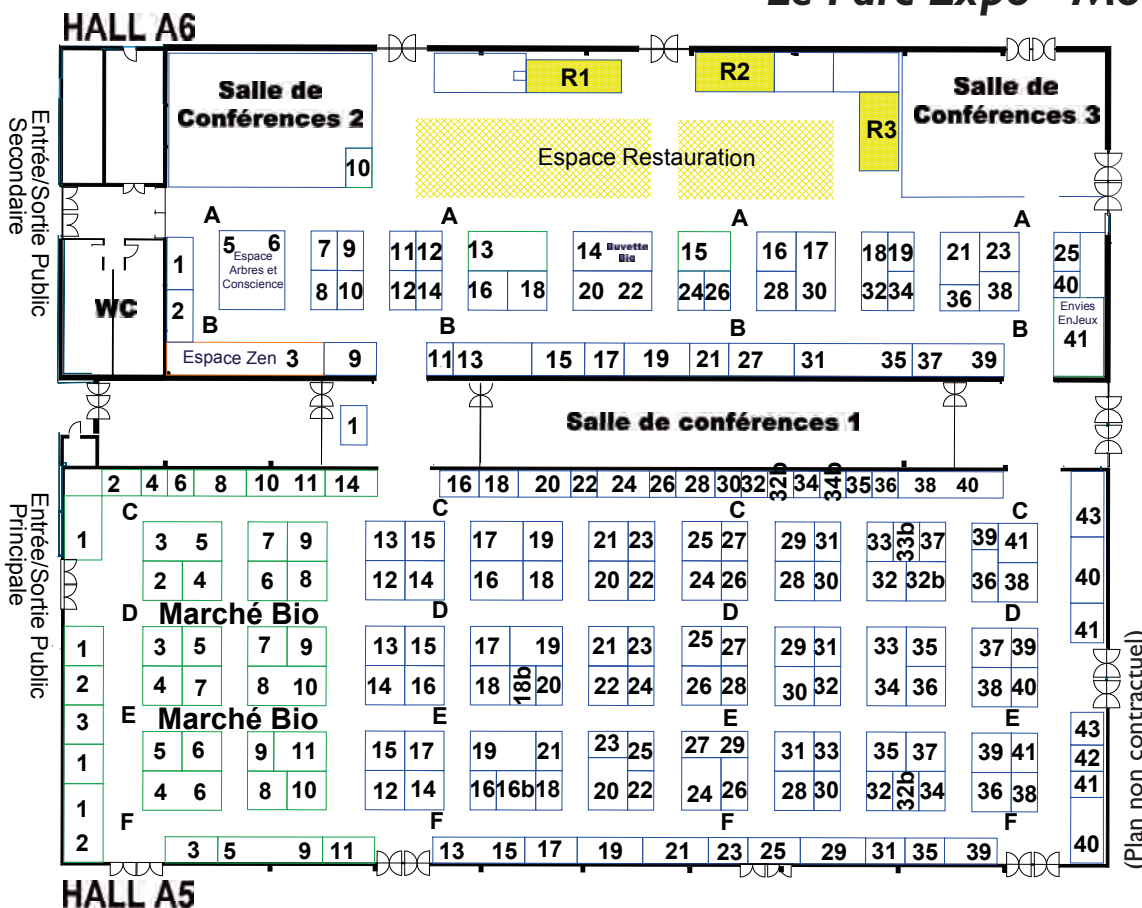 Le Parc Expo - Mo
HALL A6
Salle de
Conférences 2
10
R1
R2
R3
Salle de
Conférences 3
Espace Restauration
Entrée/Sortie Public
Secondaire
A A A A
1
5 6
Espace
Arbres et
Conscience
7 9
11 12
13
14 Buvette
Bio
15
16 17
18 19
21 23
25
WC
2
8 10
12 14
16 18
20 22
24 26
28 30
32 34
36 38
40
Envies
EnJeux
41
B B B B
Espace Zen 3 9 11 13 15 17 19 21 27 31 35 37 39
1
Salle de conférences 1
Entrée/Sortie Public
Principale
2 4 6 8 10 11 14 16 18 20 22 24 26 28 30 32 32b 34 34b 35 36 38 40
43
C C C C
1
3 5 7 9 13 15 17 19 21 23 25 27 29 31 33 33b 37 39 41
2 4 6 8 12 14 16 18 20 22 24 26 28 30 32 32b 36 38
40
D Marché Bio D D D
41
1
3 5 7 9 13 15 17 19 21 23 25 27 29 31 33 35 37 39
2
4 7 8 10 14 16 18 18b 20 22 24 26 28 30 32 34 36 38 40
3
E Marché Bio E E E
43
1
5 6 9 11 15 17 19 21 23 25 27 29 31 33 35 37 39 41
42
41
4 6 8 10 12 14 16 16b 18 20 22 24 26 28 30 32 32b 34 36 38
1
F F F F
2
3 5 9 11 13 15 17 19 21 23 25 29 31 35 39
40
HALL A5
(Plan non contractuel)